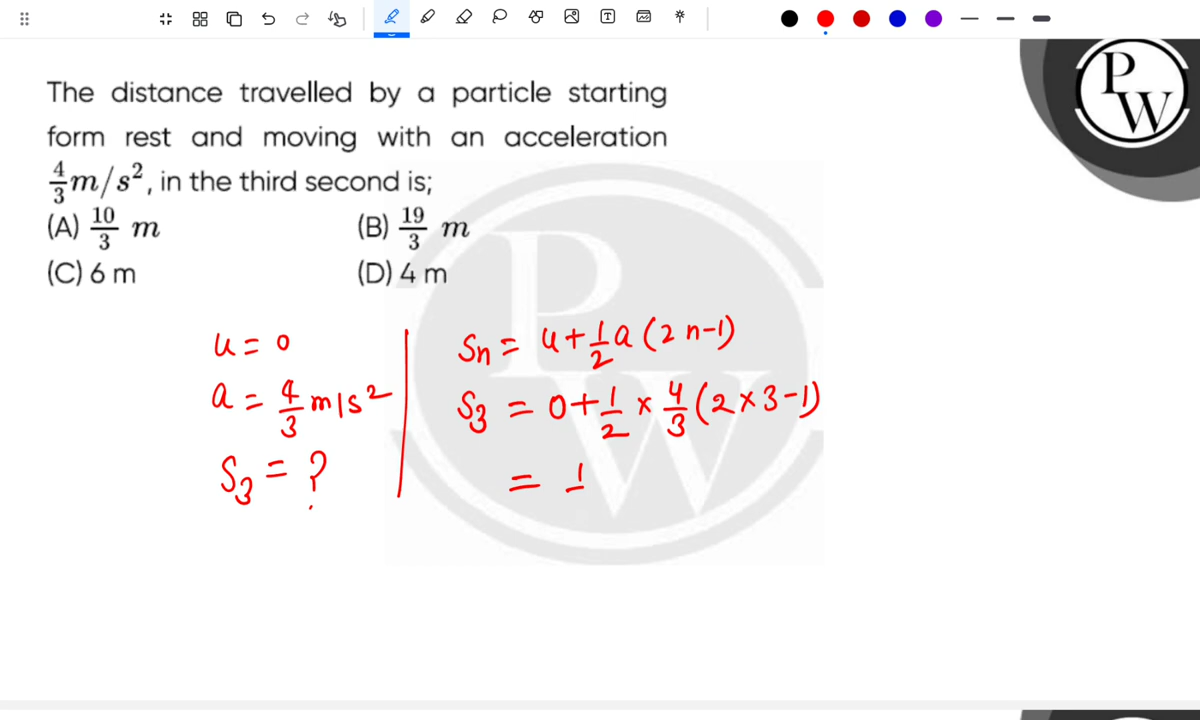 P
W
The distance travelled by a particle starting
form rest and moving with an acceleration
4/3 m/s², in the third second is;
(A) 10/3 m (B) 19/3 m
(C) 6 m (D) 4 m
u = 0
a = 4/3 m/s²
S₃ = ?
Sn = u + 1/2 a (2n-1)
S₃ = 0 + 1/2 × 4/3 (2×3-1)
= 1
P
W